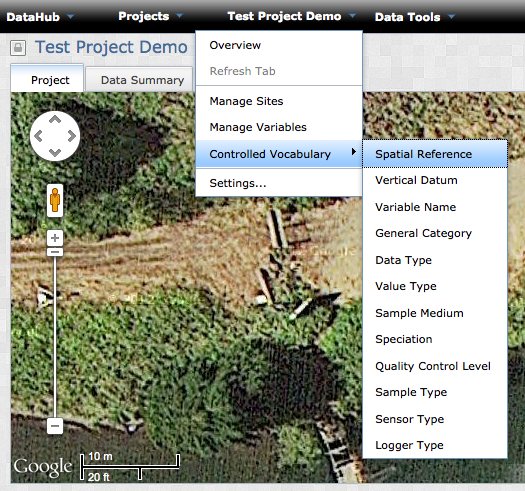 DataHub Projects Test Project Demo Data Tools
Test Project Demo
Project Data Summary
Overview
Refresh Tab
Manage Sites
Manage Variables
Controlled Vocabulary
Settings...
Spatial Reference
Vertical Datum
Variable Name
General Category
Data Type
Value Type
Sample Medium
Speciation
Quality Control Level
Sample Type
Sensor Type
Logger Type
Google
10 m
20 ft